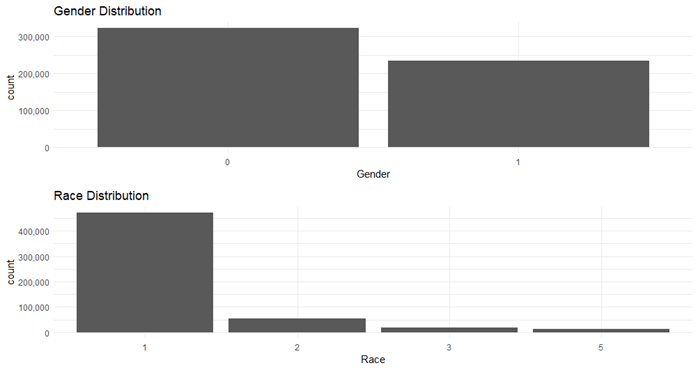 Gender Distribution
300,000
200,000
100,000
0
count
0 1
Gender
Race Distribution
400,000
300,000
200,000
100,000
0
count
1 2 3 5
Race